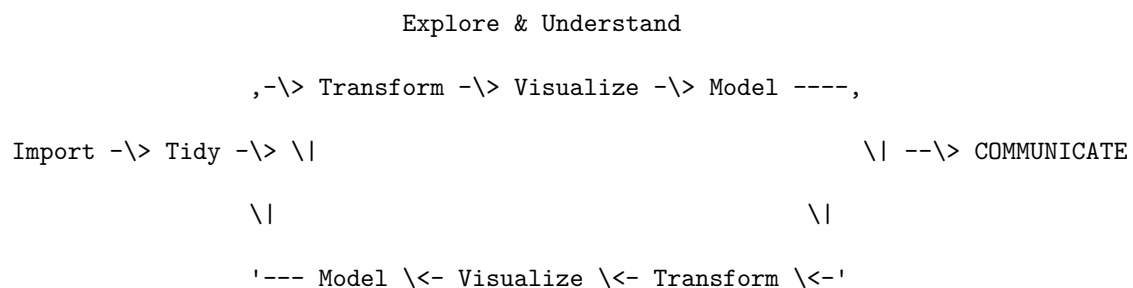 Explore & Understand
,-\> Transform -\> Visualize -\> Model ----,
Import -\> Tidy -\> \| \| --\> COMMUNICATE
\| \|
'--- Model \<- Visualize \<- Transform \<-'